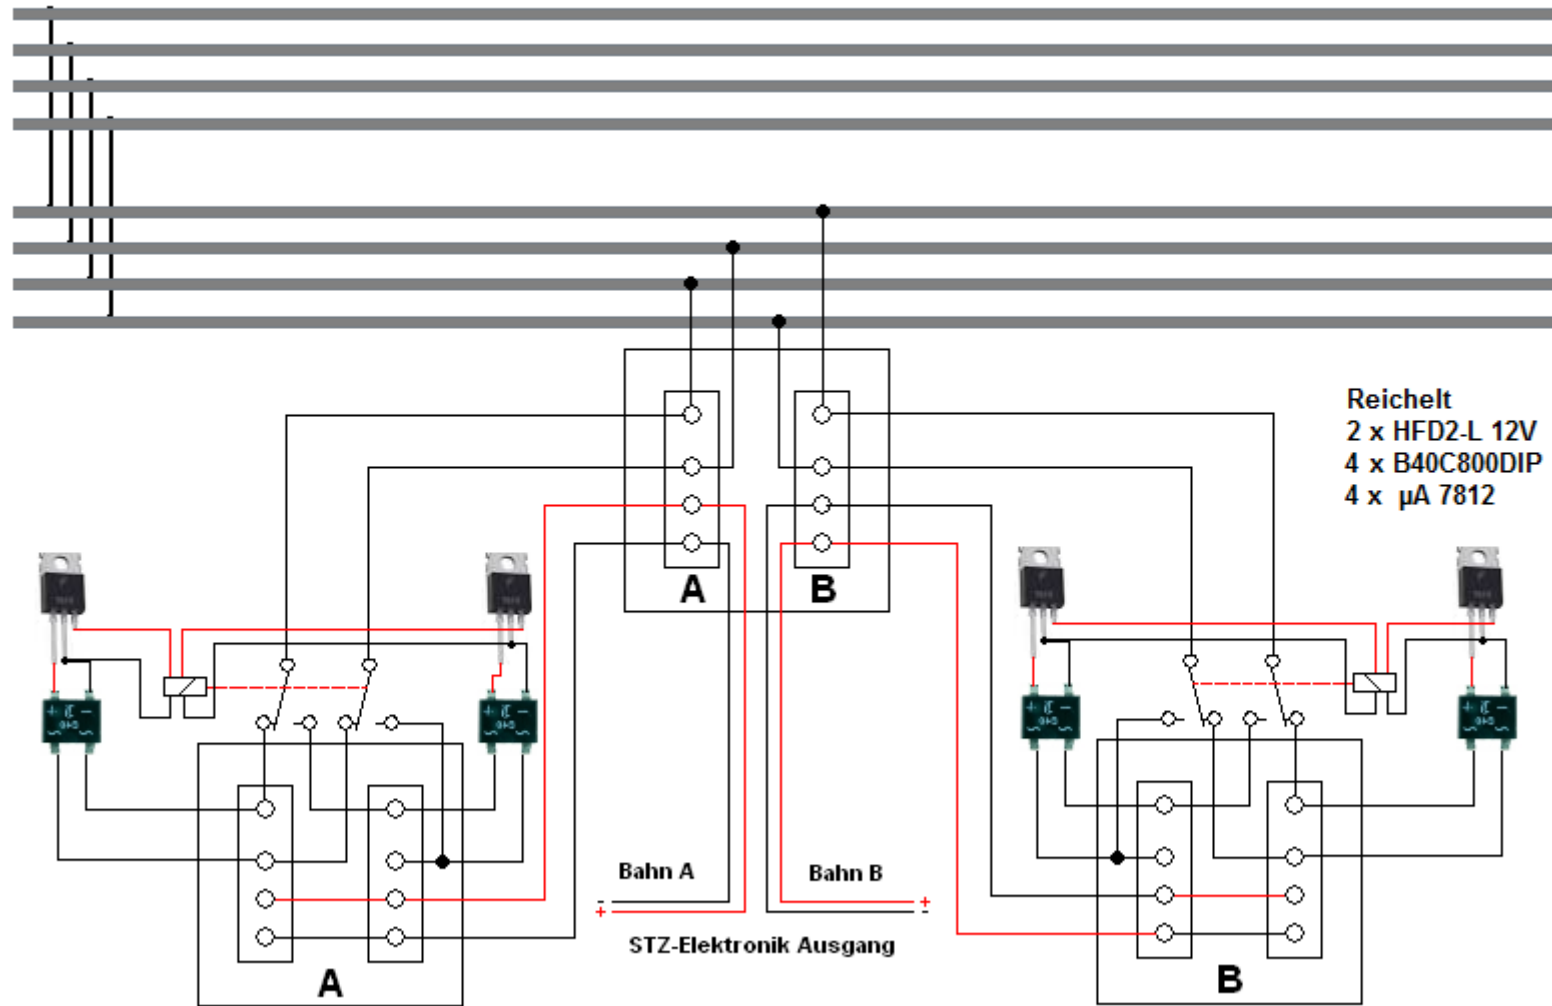 Reichelt
2 x HFD2-L 12V
4 x B40C800DIP
4 x µA 7812
A
B
Bahn A
Bahn B
-
+
+
-
STZ-Elektronik Ausgang
A
B